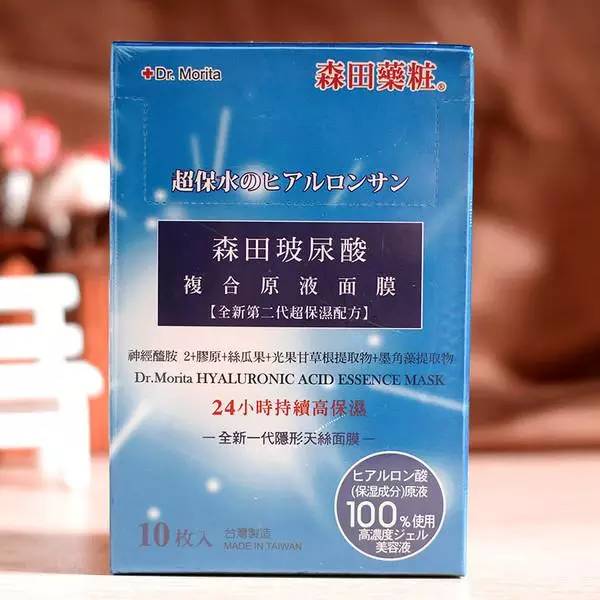 Dr. Morita
森田藥粧®
超保水のヒアルロンサン
森田玻尿酸
複合原液面膜
【全新第二代超保濕配方】
神經醯胺 2+膠原+絲瓜果+光果甘草根提取物+墨角藻提取物
Dr.Morita HYALURONIC ACID ESSENCE MASK
24小時持續高保濕
—全新一代隱形天絲面膜—
ヒアルロン酸
(保湿成分)原液
100%使用
高濃度ジェル
美容液
10枚入
台灣製造
MADE IN TAIWAN